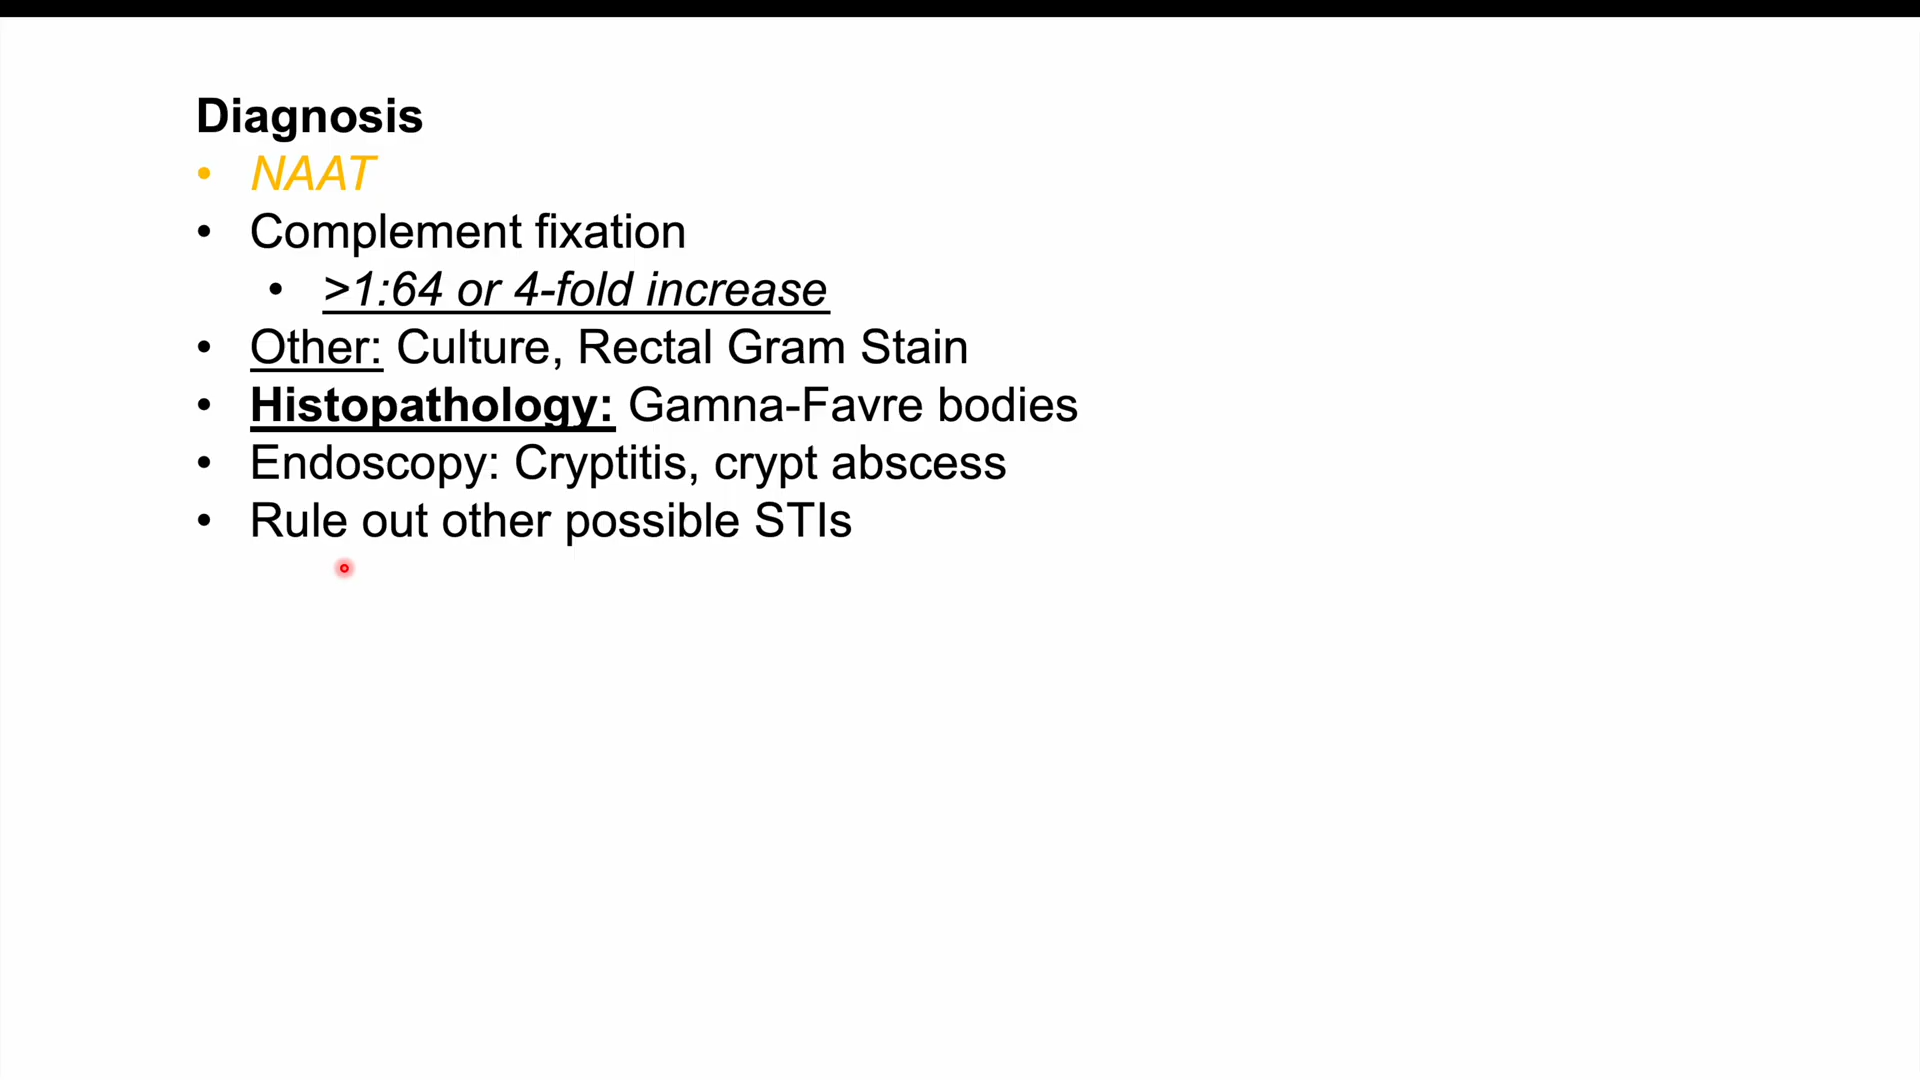 Diagnosis
• NAAT
• Complement fixation
• >1:64 or 4-fold increase
• Other: Culture, Rectal Gram Stain
• Histopathology: Gamna-Favre bodies
• Endoscopy: Cryptitis, crypt abscess
• Rule out other possible STIs